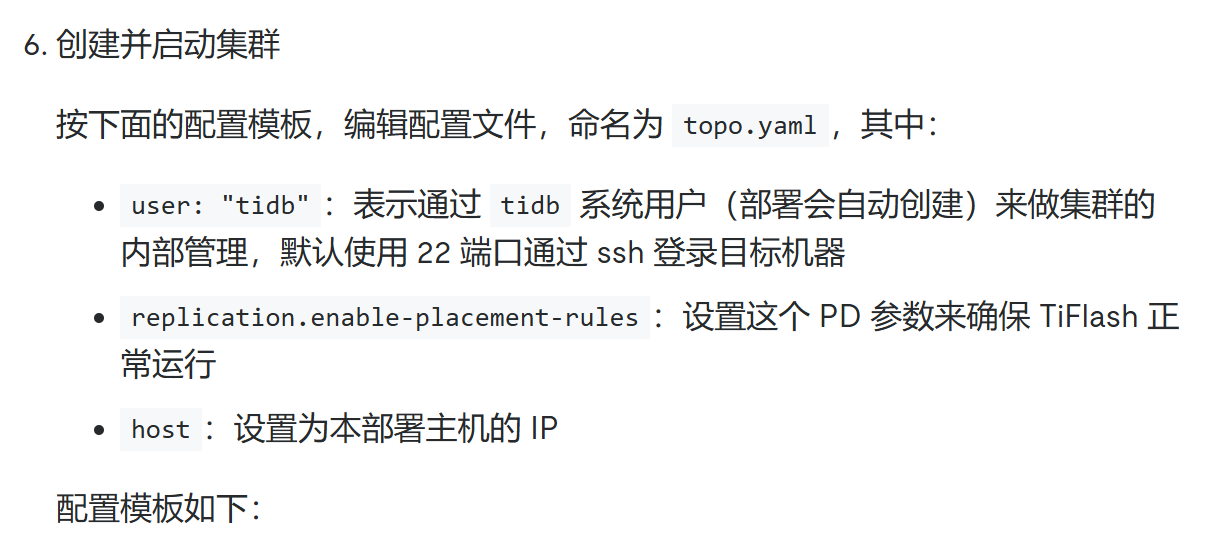 6. 创建并启动集群
按下面的配置模板，编辑配置文件，命名为 topo.yaml ，其中：
• user: "tidb" ：表示通过 tidb 系统用户（部署会自动创建）来做集群的
内部管理，默认使用 22 端口通过 ssh 登录目标机器
• replication.enable-placement-rules ：设置这个 PD 参数来确保 TiFlash 正
常运行
• host ：设置为本部署主机的 IP
配置模板如下：